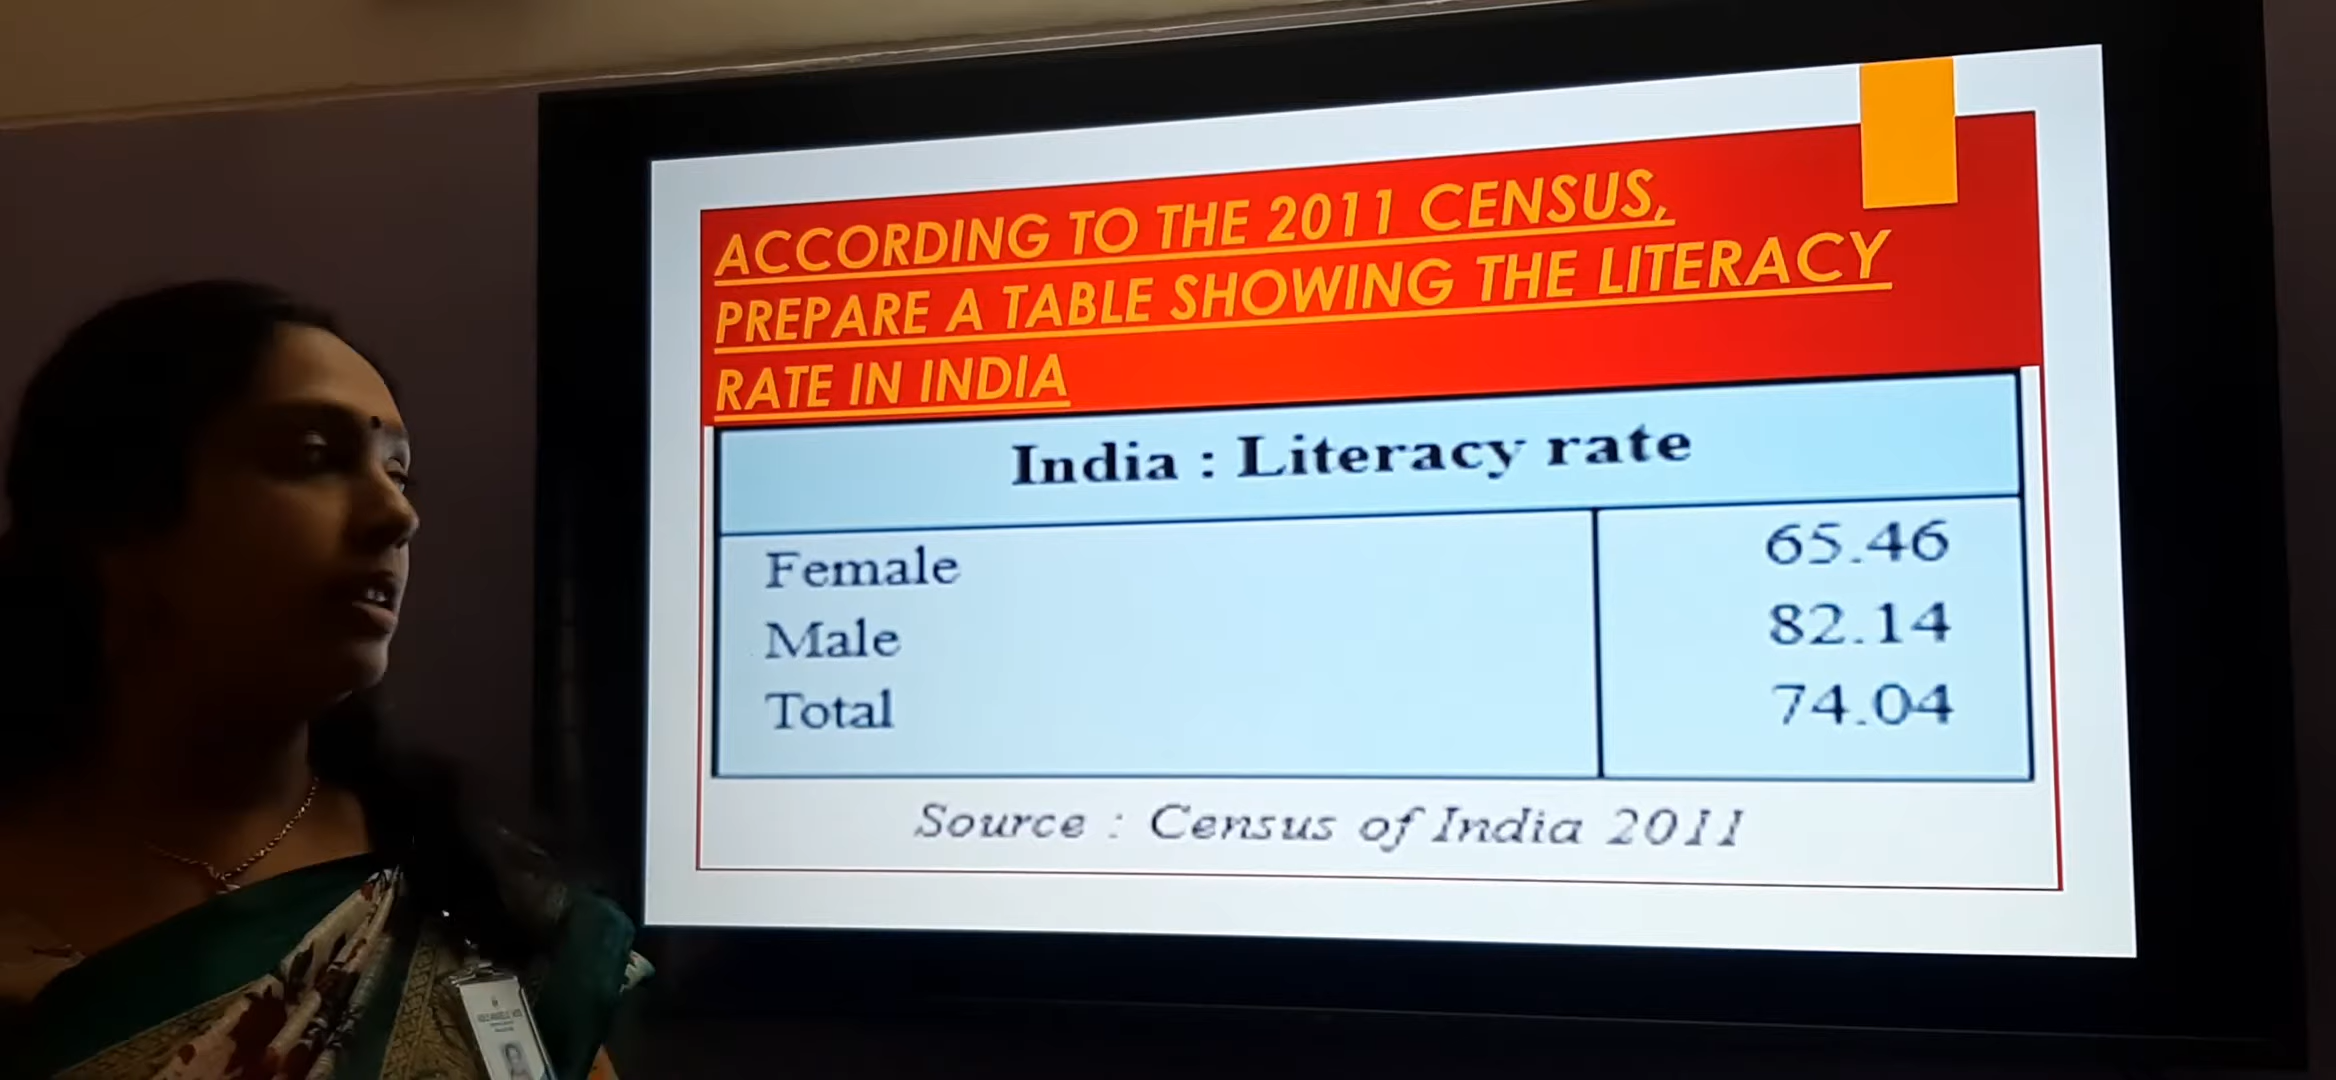 ACCORDING TO THE 2011 CENSUS,
PREPARE A TABLE SHOWING THE LITERACY
RATE IN INDIA
India : Literacy rate
Female 65.46
Male 82.14
Total 74.04
Source : Census of India 2011